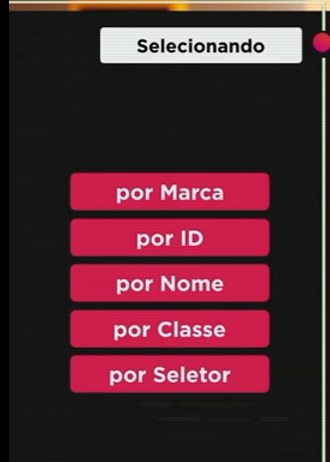 Selecionando
por Marca
por ID
por Nome
por Classe
por Seletor